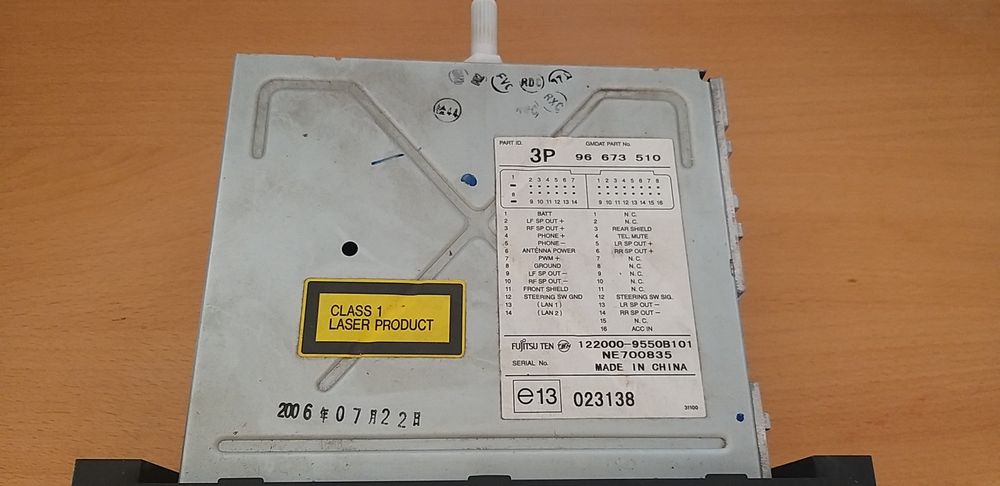 FVC RDC
RXC
PART ID. GMDAT PART No.
3P 96 673 510
1 2 3 4 5 6 7 1 2 3 4 5 6 7 8
8 9 10 11 12 13 14 9 10 11 12 13 14 15 16
1 BATT 1 N.C.
2 LF SP OUT + 2 N.C.
3 RF SP OUT + 3 REAR SHIELD
4 PHONE + 4 TEL. MUTE
5 PHONE − 5 LR SP OUT +
6 ANTENNA POWER 6 RR SP OUT +
7 PWM + 7 N.C.
8 GROUND 8 N.C.
9 LF SP OUT − 9 N.C.
10 RF SP OUT − 10 N.C.
11 FRONT SHIELD 11 N.C.
12 STEERING SW GND 12 STEERING SW SIG.
13 (LAN 1) 13 LR SP OUT −
14 (LAN 2) 14 RR SP OUT −
15 N.C.
16 ACC IN
FUJITSU TEN 122000-9550B101
NE700835
SERIAL No. MADE IN CHINA
e13 023138
31100
CLASS 1
LASER PRODUCT
2006年07月22日